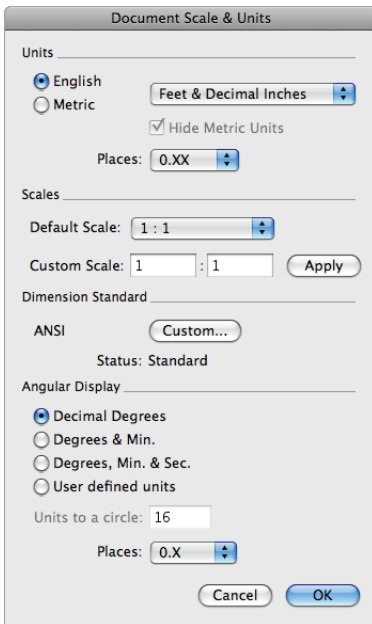 Document Scale & Units
Units
English
Feet & Decimal Inches
Metric
Hide Metric Units
Places: 0.XX
Scales
Default Scale: 1 : 1
Custom Scale: 1 : 1 Apply
Dimension Standard
ANSI Custom...
Status: Standard
Angular Display
Decimal Degrees
Degrees & Min.
Degrees, Min. & Sec.
User defined units
Units to a circle: 16
Places: 0.X
Cancel OK